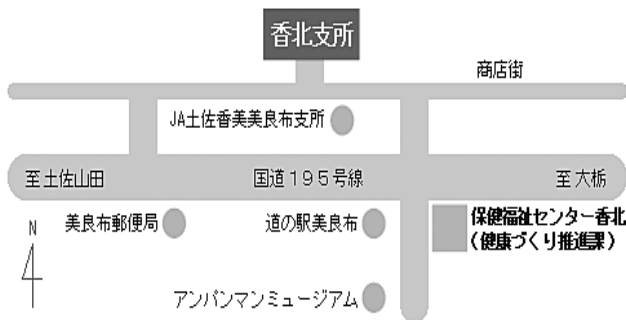 香北支所
商店街
JA土佐香美美良布支所
至土佐山田
国道195号線
至大栃
美良布郵便局
道の駅美良布
保健福祉センター香北
(健康づくり推進課)
N
アンパンマンミュージアム